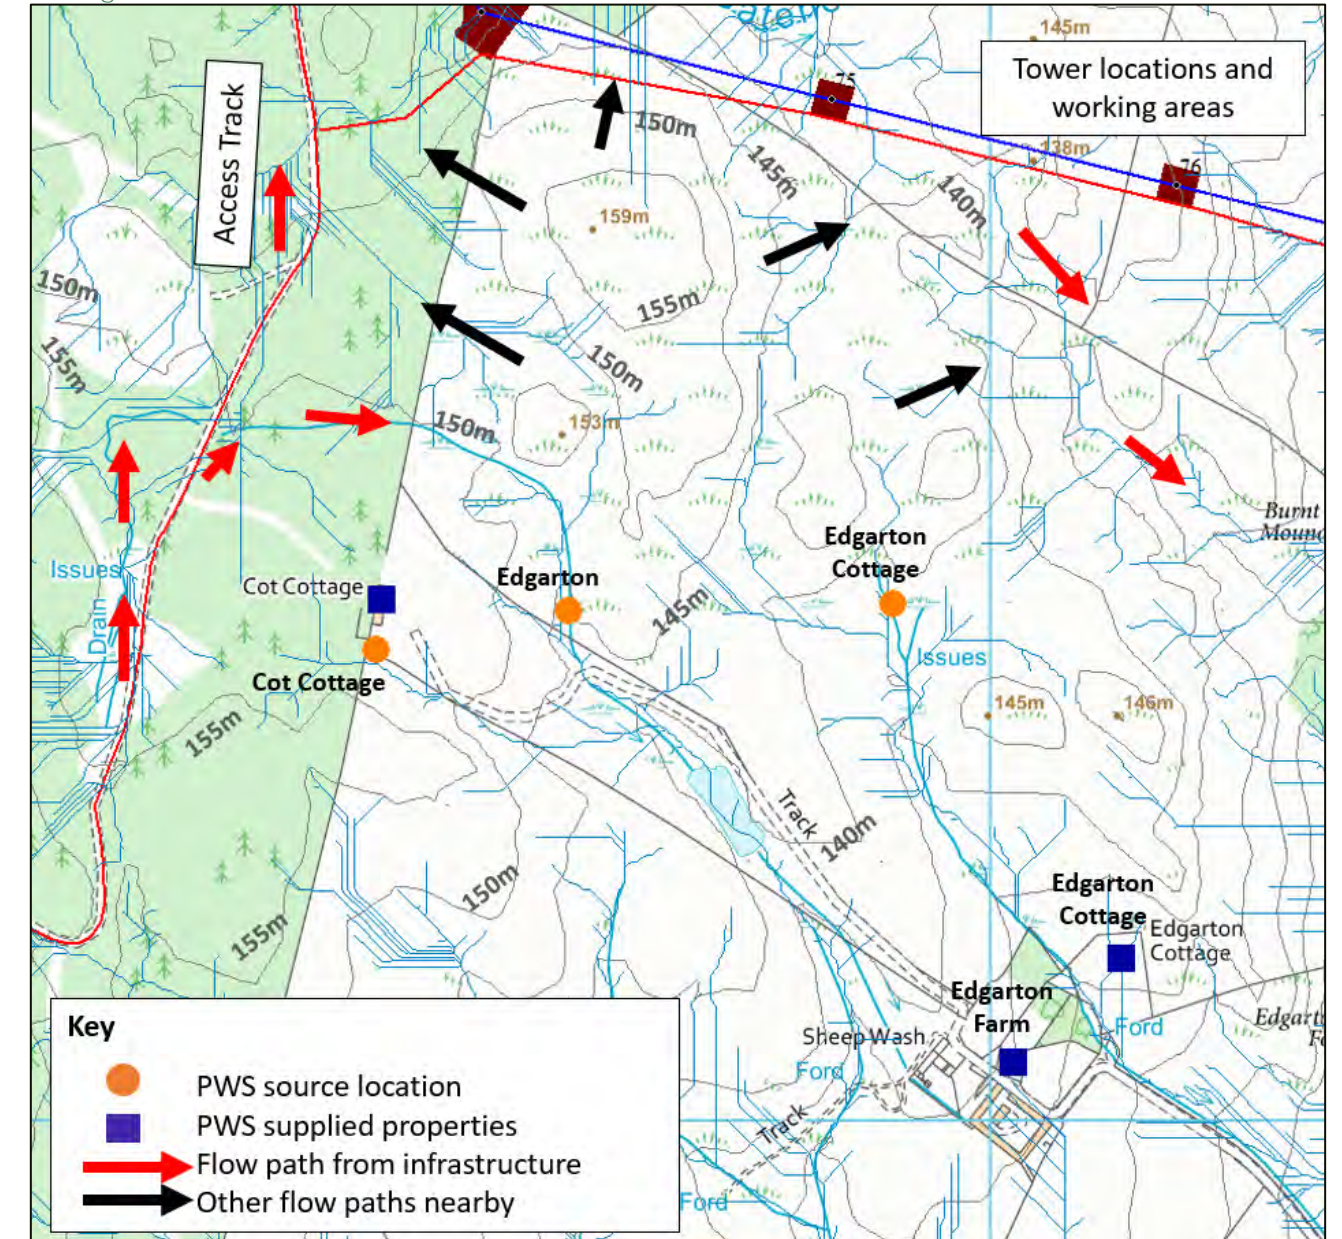 145m
Tower locations and
working areas
75
150m
138m
145m
76
140m
Access Track
159m
150m
155m
155m
150m
150m
153m
Burnt
Edgarton
Cottage
Issues
Edgarton
Cot Cottage
145m
Drain
Issues
Cot Cottage
155m
145m
146m
Track
140m
150m
Edgarton
Cottage
Edgarton
Cottage
155m
Edgarton
Farm
Ford
Sheep Wash
Ford
Track
Ford
Key
PWS source location
PWS supplied properties
Flow path from infrastructure
Other flow paths nearby